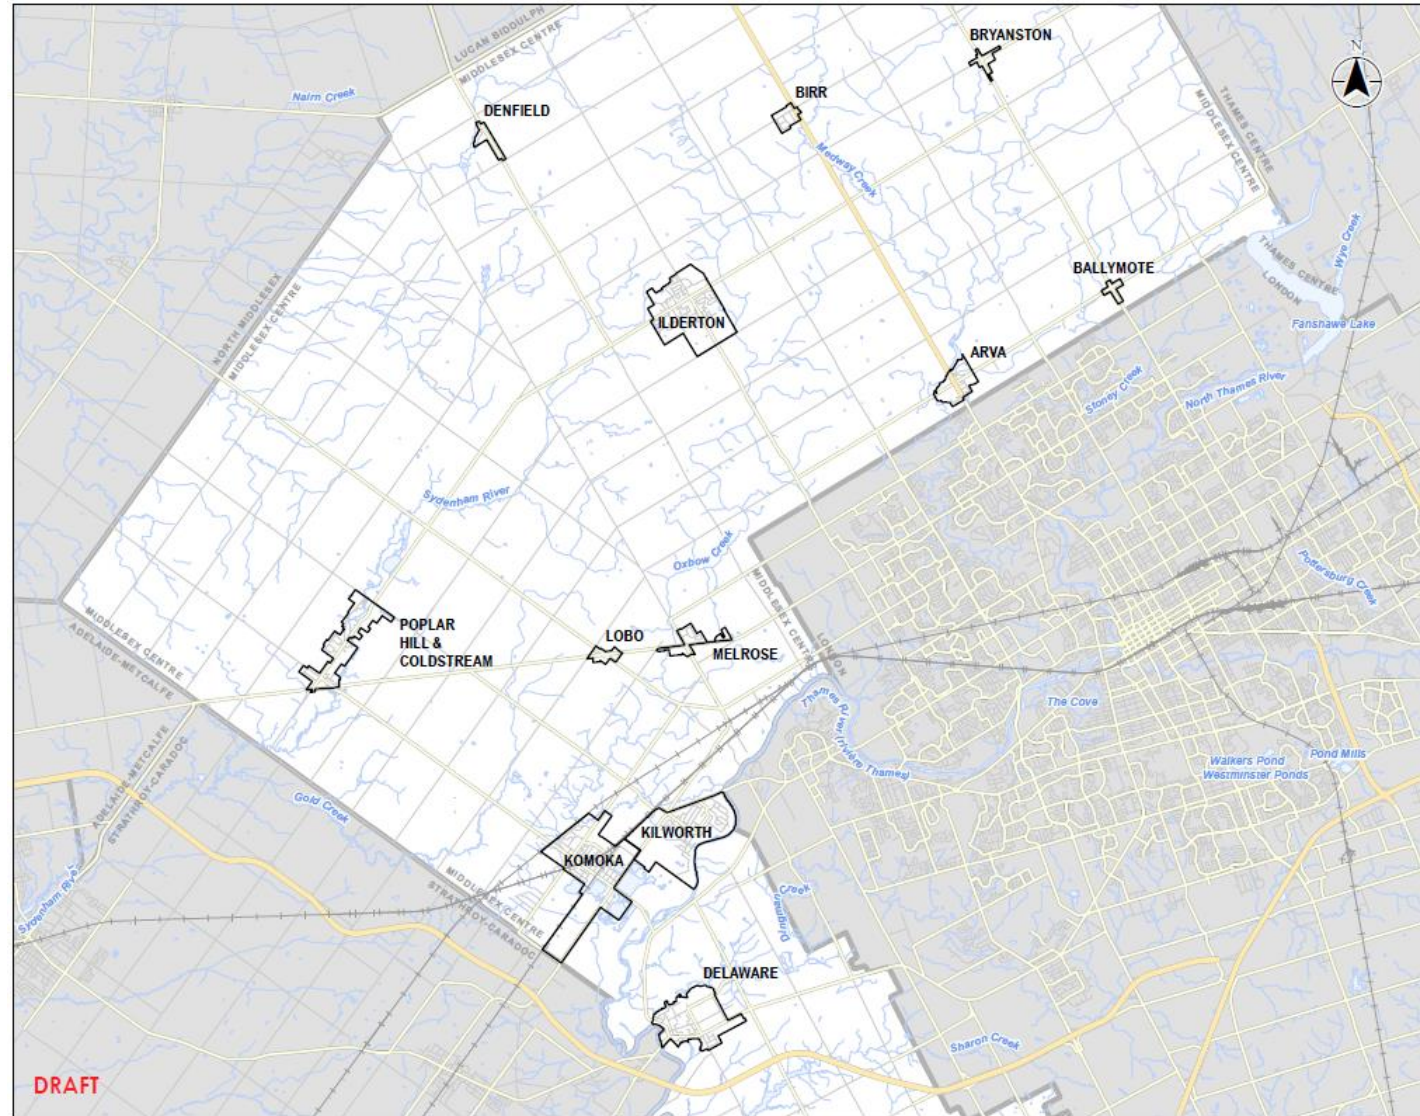 BRYANSTON
LUCAN BIDDULPH
MIDDLESEX CENTRE
N
Nairn Creek
DENFIELD
BIRR
THAMES CENTRE
MIDDLESEX CENTRE
Medway Creek
Wye Creek
THAMES CENTRE
LONDON
BALLYMOTE
NORTH MIDDLESEX
MIDDLESEX CENTRE
ILDERTON
Fanshawe Lake
ARVA
Stoney Creek
North Thames River
Sydenham River
Oxbow Creek
Pottersburg Creek
MIDDLESEX CENTRE
LONDON
MIDDLESEX CENTRE
ADELAIDE-METCALFE
POPLAR
HILL &
COLDSTREAM
LOBO
MELROSE
Thames River (rivière Thames)
The Cove
ADELAIDE-METCALFE
STRATHROY-CARADOC
Walkers Pond
Westminster Ponds
Pond Mills
Gold Creek
KILWORTH
KOMOKA
MIDDLESEX CENTRE
STRATHROY-CARADOC
Sydenham River
Dingman Creek
DELAWARE
Sharon Creek
DRAFT